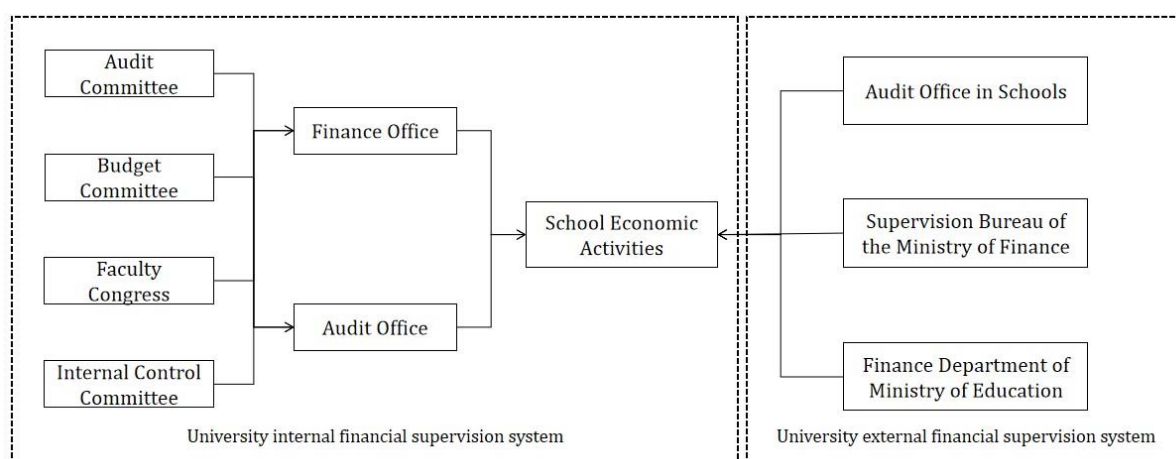 Audit
Committee
Budget
Committee
Faculty
Congress
Internal Control
Committee
Finance Office
Audit Office
School Economic
Activities
University internal financial supervision system
Audit Office in Schools
Supervision Bureau of
the Ministry of Finance
Finance Department of
Ministry of Education
University external financial supervision system